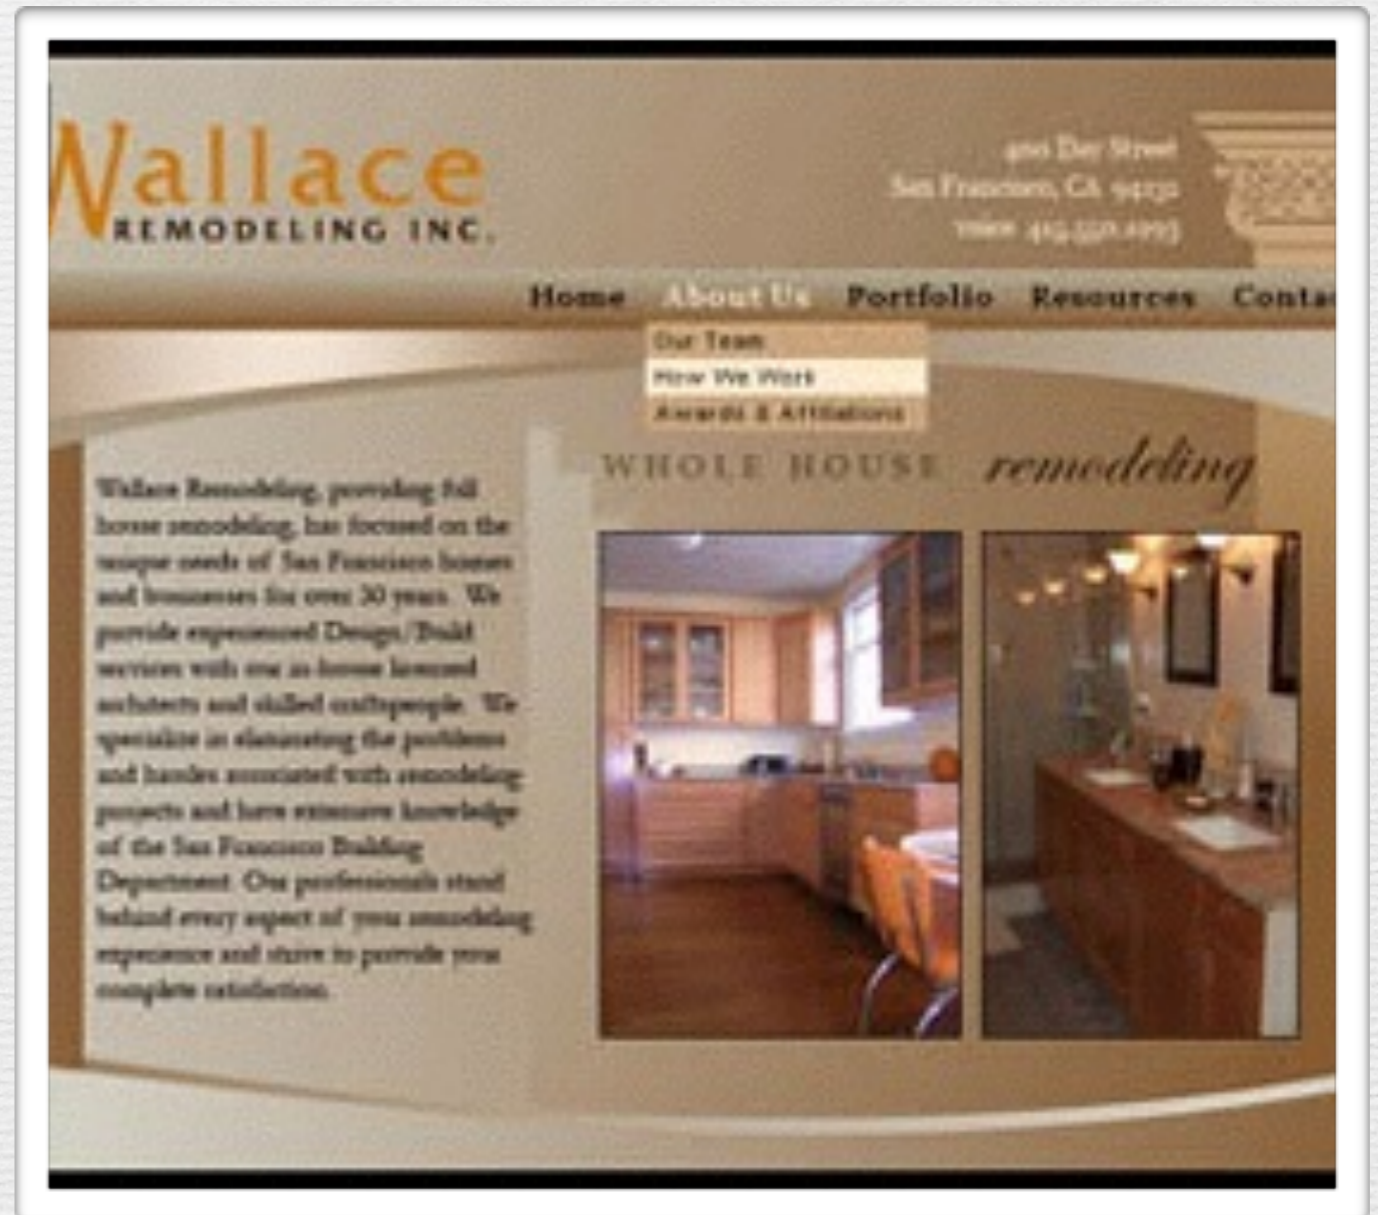 Wallace
REMODELING INC.
Day Street
San Francisco, CA
voice
Home About Us Portfolio Resources
Our Team
How We Work
Awards & Affiliations
WHOLE HOUSE remodeling
Wallace Remodeling, providing full
house remodeling, has focused on the
unique needs of San Francisco homes
and businesses for over 30 years. We
provide experienced Design/Build
services with our in-house licensed
architects and skilled craftspeople. We
specialize in eliminating the problems
and hassles associated with remodeling
projects and have extensive knowledge
of the San Francisco Building
Department. Our professionals stand
behind every aspect of your remodeling
experience and strive to provide your
complete satisfaction.